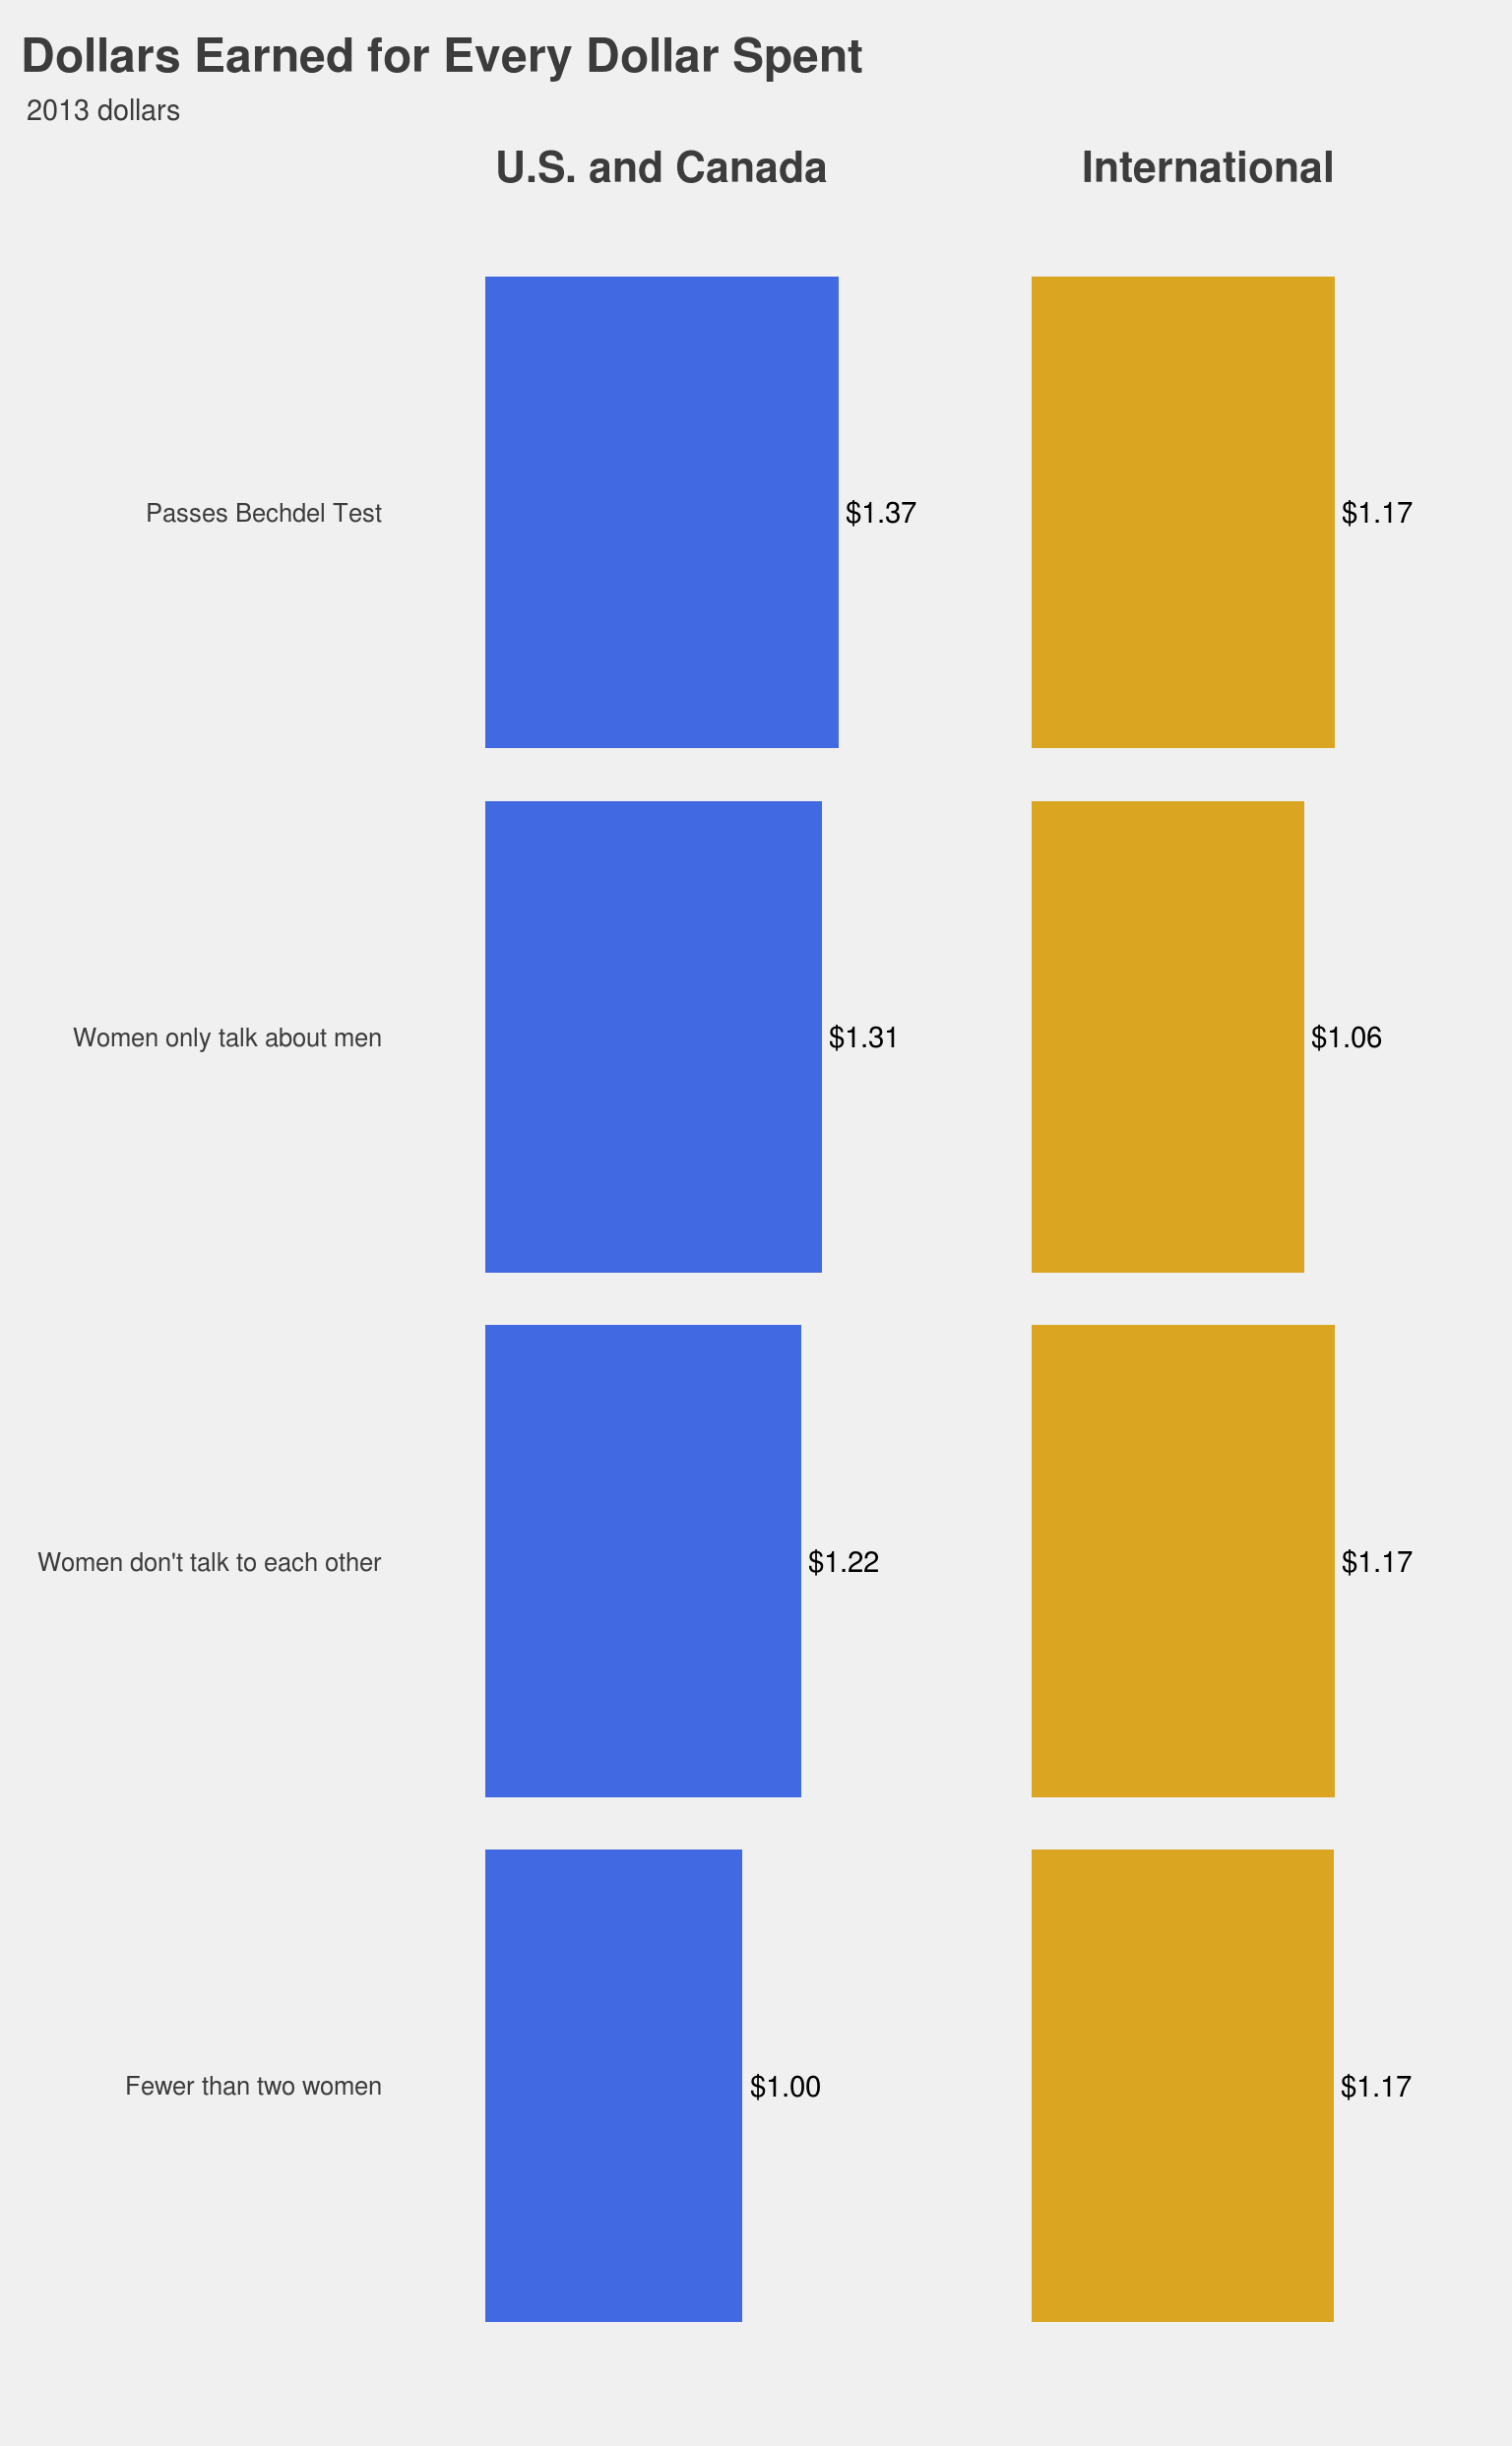 Dollars Earned for Every Dollar Spent
2013 dollars
U.S. and Canada
International
Passes Bechdel Test
$1.37
$1.17
Women only talk about men
$1.31
$1.06
Women don't talk to each other
$1.22
$1.17
Fewer than two women
$1.00
$1.17